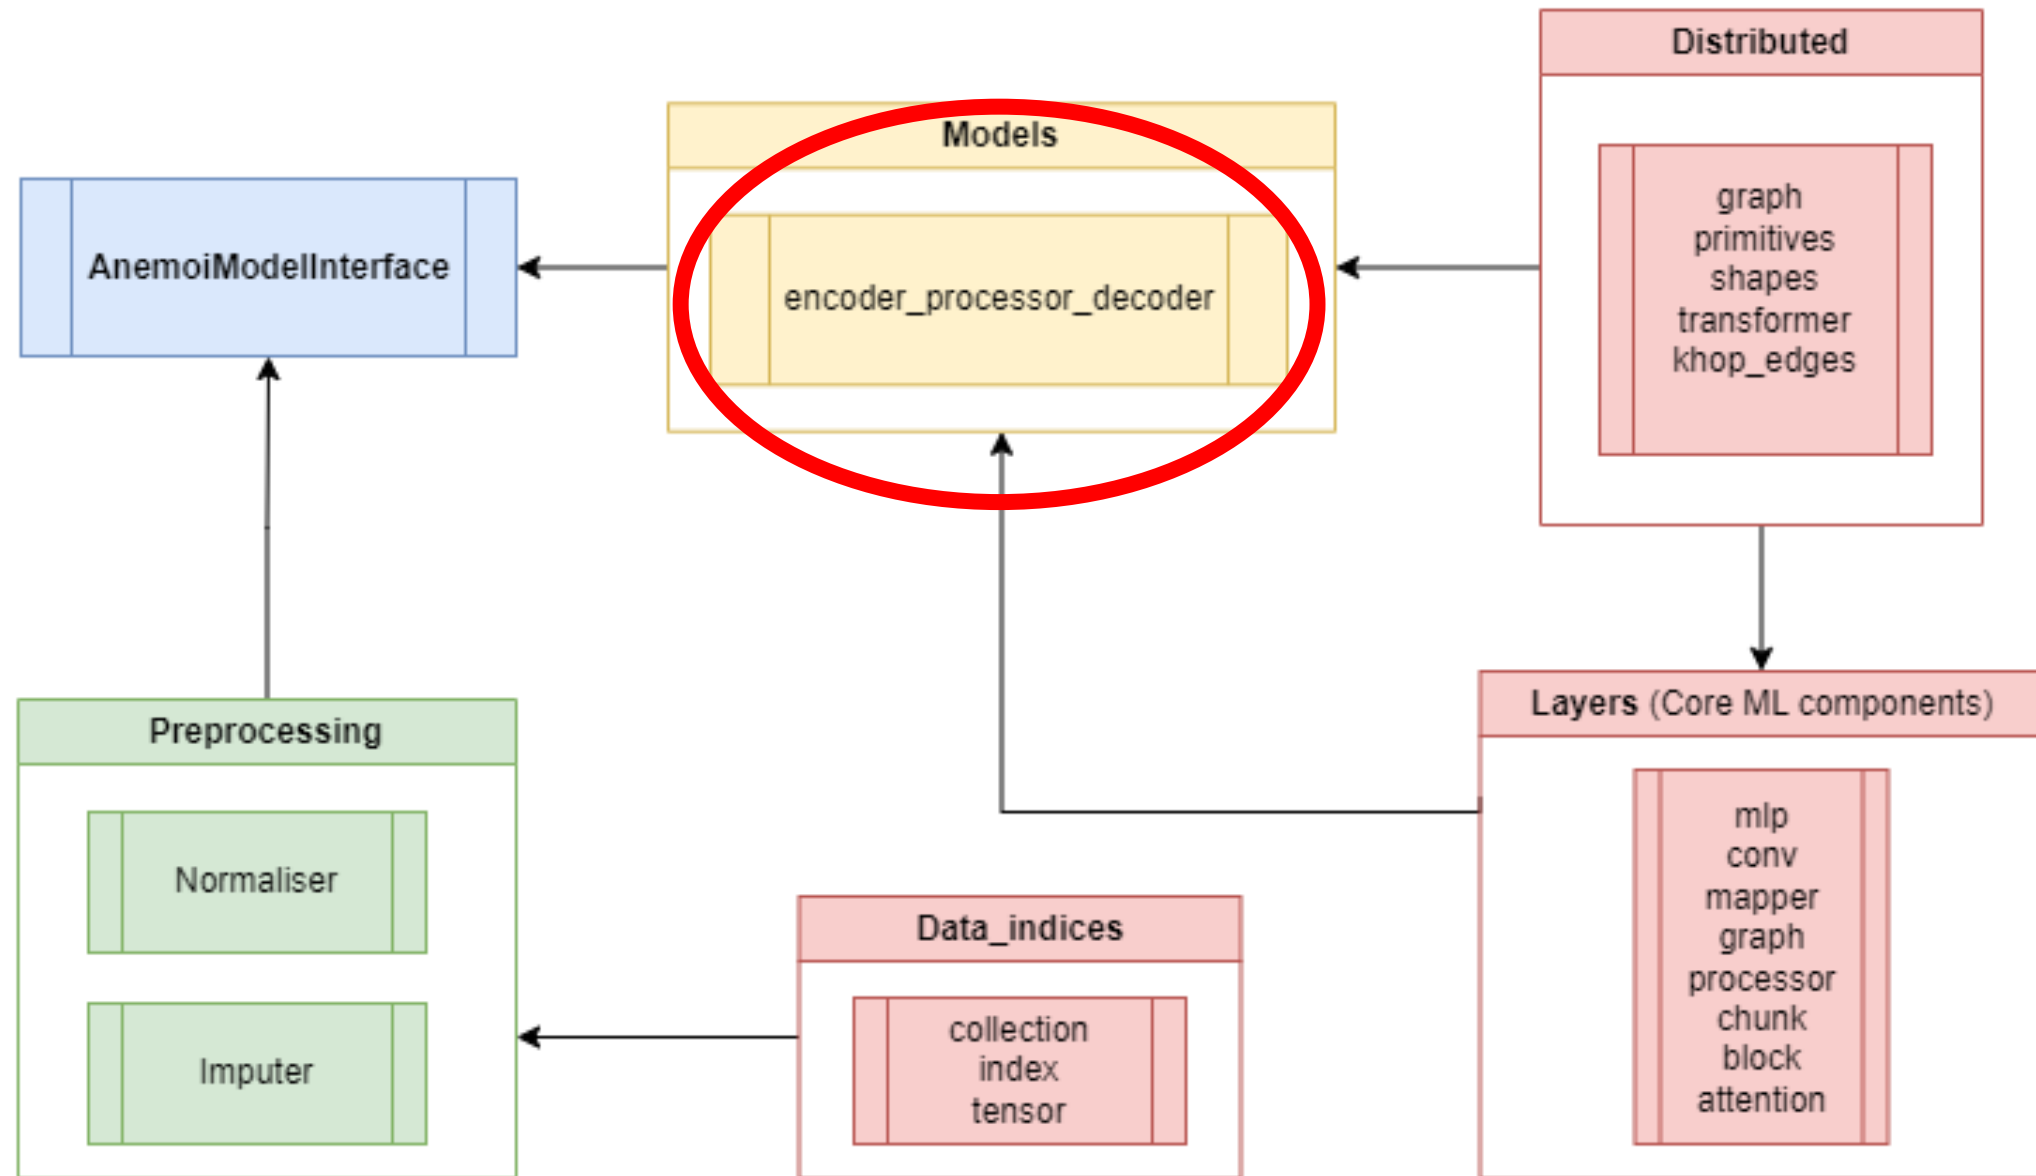 Distributed
graph
primitives
shapes
transformer
khop_edges
Models
encoder_processor_decoder
AnemoiModelInterface
Layers (Core ML components)
mlp
conv
mapper
graph
processor
chunk
block
attention
Preprocessing
Normaliser
Imputer
Data_indices
collection
index
tensor